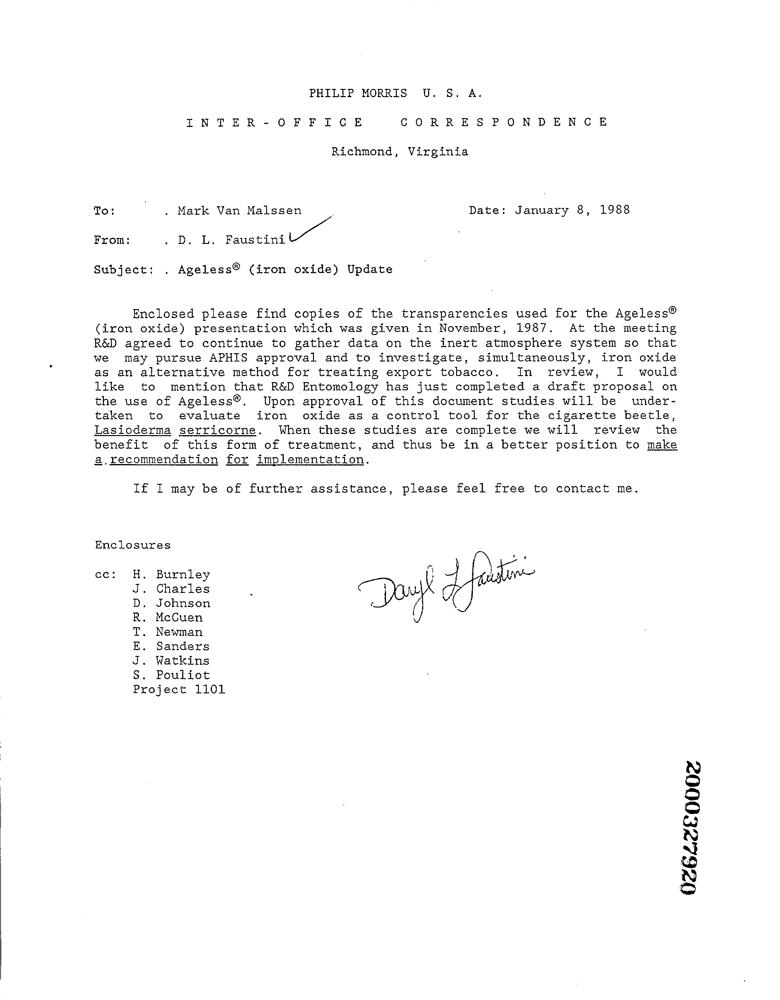 PHILIP MORRIS U. S. A.
INTER-OFFICE CORRESPONDENCE
Richmond, Virginia
To: . Mark Van Malssen Date: January 8, 1988
From: . D. L. Faustini
Subject: . Ageless® (iron oxide) Update
Enclosed please find copies of the transparencies used for the Ageless®
(iron oxide) presentation which was given in November, 1987. At the meeting
R&D agreed to continue to gather data on the inert atmosphere system so that
we may pursue APHIS approval and to investigate, simultaneously, iron oxide
as an alternative method for treating export tobacco. In review, I would
like to mention that R&D Entomology has just completed a draft proposal on
the use of Ageless®. Upon approval of this document studies will be under-
taken to evaluate iron oxide as a control tool for the cigarette beetle,
Lasioderma serricorne. When these studies are complete we will review the
benefit of this form of treatment, and thus be in a better position to make
a recommendation for implementation.
If I may be of further assistance, please feel free to contact me.
Enclosures
cc: H. Burnley
J. Charles
D. Johnson
R. McCuen
T. Newman
E. Sanders
J. Watkins
S. Pouliot
Project 1101
Daryl L Faustini
2000327920